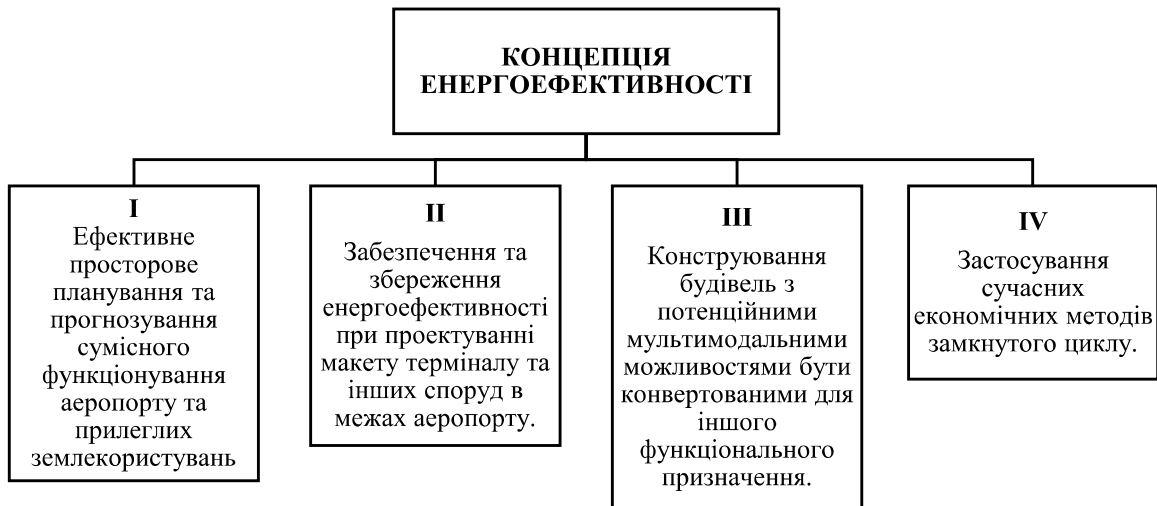 КОНЦЕПЦІЯ
ЕНЕРГОЕФЕКТИВНОСТІ
I
Ефективне
просторове
планування та
прогнозування
сумісного
функціонування
аеропорту та
прилеглих
землекористувань
II
Забезпечення та
збереження
енергоефективності
при проектуванні
макету терміналу та
інших споруд в
межах аеропорту.
III
Конструювання
будівель з
потенційними
мультимодальними
можливостями бути
конвертованими для
іншого
функціонального
призначення.
IV
Застосування
сучасних
економічних методів
замкнутого циклу.